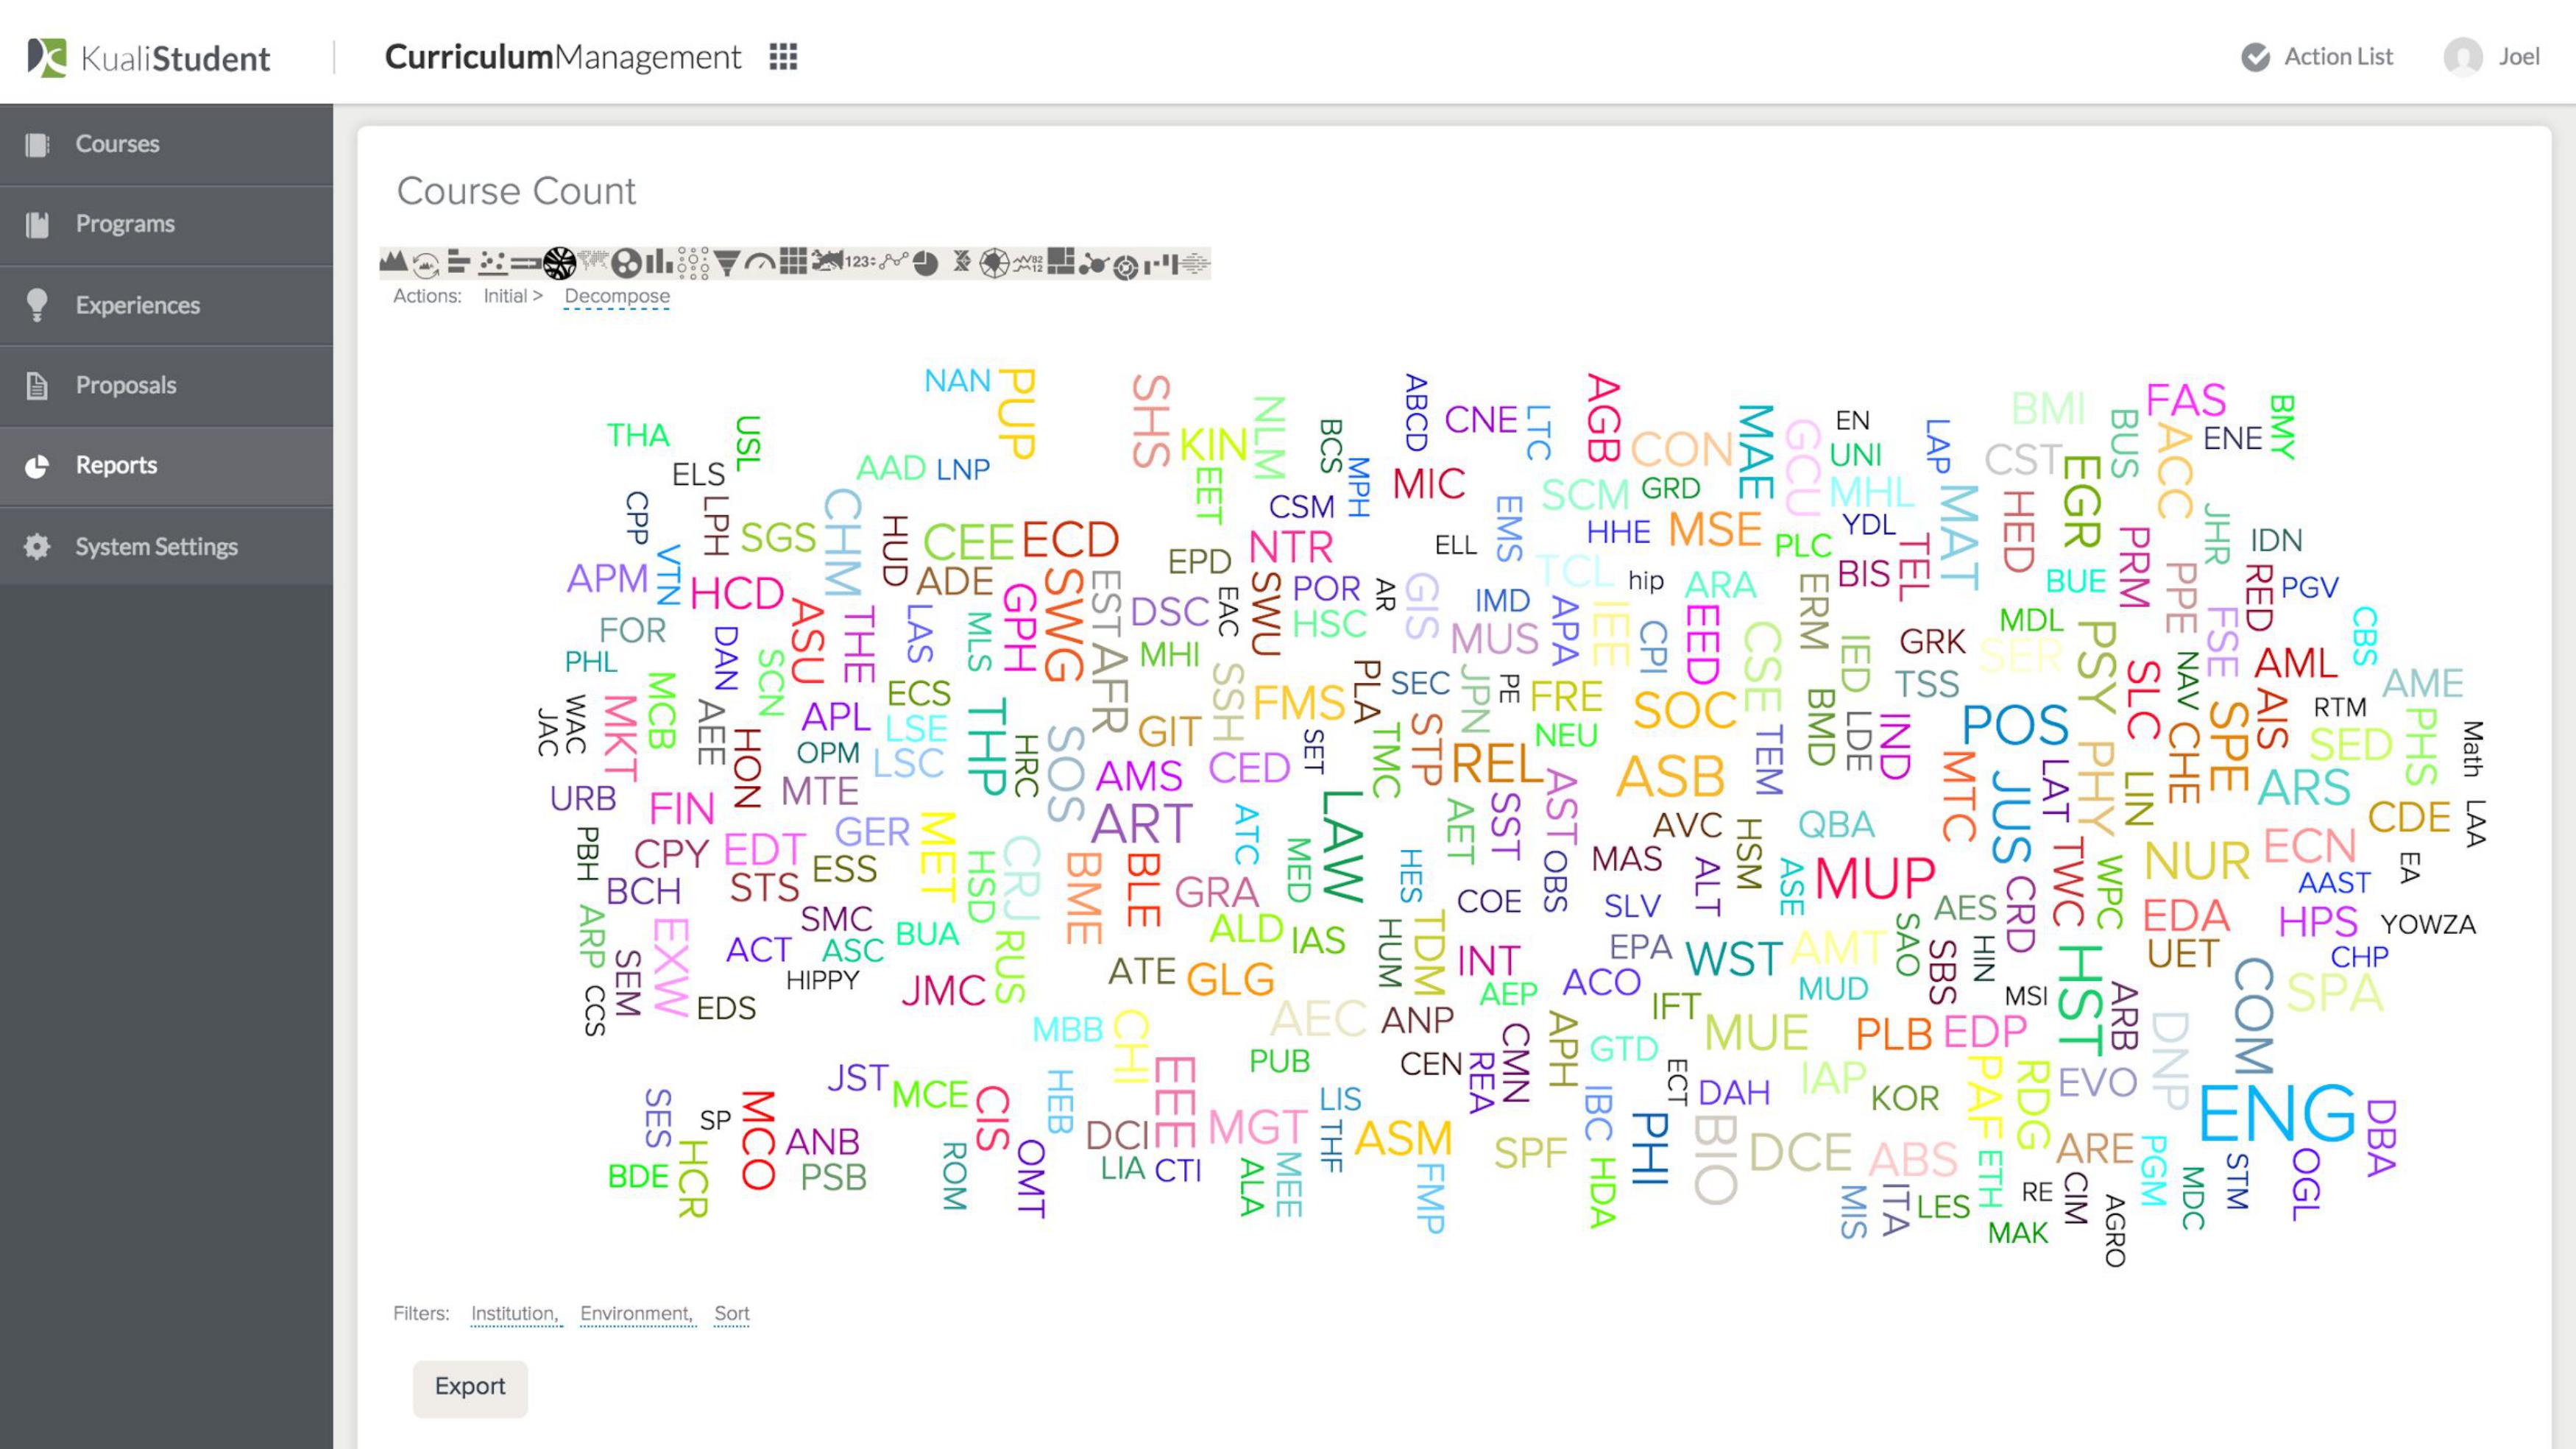 KualiStudent
CurriculumManagement
Action List
Joel
Courses
Programs
Experiences
Proposals
Reports
System Settings
Course Count
Actions: Initial > Decompose
NAN
PUP
SHS
NLM
KIN
EET
BCS
MPH
ABCD
CNE
LTC
AGB
CON
MAE
GCU
EN
UNI
LAP
BMI
BUS
FAS
ACC
ENE
BMY
THA
USL
ELS
AAD
LNP
CSM
MIC
EMS
SCM
GRD
MHL
CST
CPP
LPH
SGS
CHM
HUD
CEE
ECD
NTR
ELL
HHE
MSE
PLC
YDL
TEL
MAT
HED
EGR
PRM
JHR
IDN
APM
VTN
HCD
ASU
THE
ADE
LAS
MLS
GPH
SWG
EST
EPD
DSC
EAC
SWU
POR
HSC
AR
GIS
IMD
TCL
hip
ARA
BIS
ERM
BUE
PPE
RED
PGV
FOR
DAN
SCN
MHI
AFR
MUS
APA
IEE
CPI
EED
CSE
IED
GRK
MDL
SER
PSY
FSE
CBS
PHL
MCB
ECS
SSH
FMS
PLA
SEC
JPN
PE
FRE
SOC
BMD
TSS
SLC
NAV
AML
AME
JAC
WAC
MKT
AEE
HON
APL
LSE
THP
HRC
SOS
GIT
SET
TMC
STP
NEU
TEM
LDE
IND
POS
CHE
SPE
AIS
RTM
SED
PHS
Math
OPM
LSC
MTE
AMS
CED
REL
AST
ASB
MTC
JUS
LAT
PHY
LIN
ARS
URB
FIN
ART
ATC
LAW
AET
SST
AVC
HSM
QBA
CDE
LAA
PBH
CPY
EDT
GER
MET
HSD
CRJ
BME
BLE
MED
HES
OBS
MAS
ALT
ASE
MUP
TWC
WPC
NUR
ECN
EA
BCH
STS
ESS
GRA
COE
SLV
AES
CRD
AAST
ARP
SEM
EXW
SMC
ACT
ASC
BUA
RUS
ALD
IAS
HUM
TDM
INT
EPA
WST
AMT
SAO
SBS
HIN
HST
EDA
UET
HPS
YOWZA
CHP
CCS
EDS
HIPPY
JMC
ATE
GLG
AEP
ACO
MUD
MSI
ARB
COM
SPA
MBB
CHI
AEC
ANP
CMN
APH
IFT
MUE
PLB
EDP
DNP
JST
MCE
CIS
HEB
EEE
PUB
CEN
REA
GTD
ECT
DAH
IAP
KOR
PAF
RDG
EVO
ENG
DBA
SES
SP
MCO
ANB
DCI
MGT
LIS
THF
ASM
SPF
IBC
PHI
BIO
DCE
ABS
ETH
ARE
PGM
BDE
HCR
PSB
ROM
OMT
LIA
CTI
ALA
MEE
FMP
HDA
MIS
ITA
LES
RE
CIM
AGRO
MDC
STM
OGL
MAK
Filters: Institution, Environment, Sort
Export